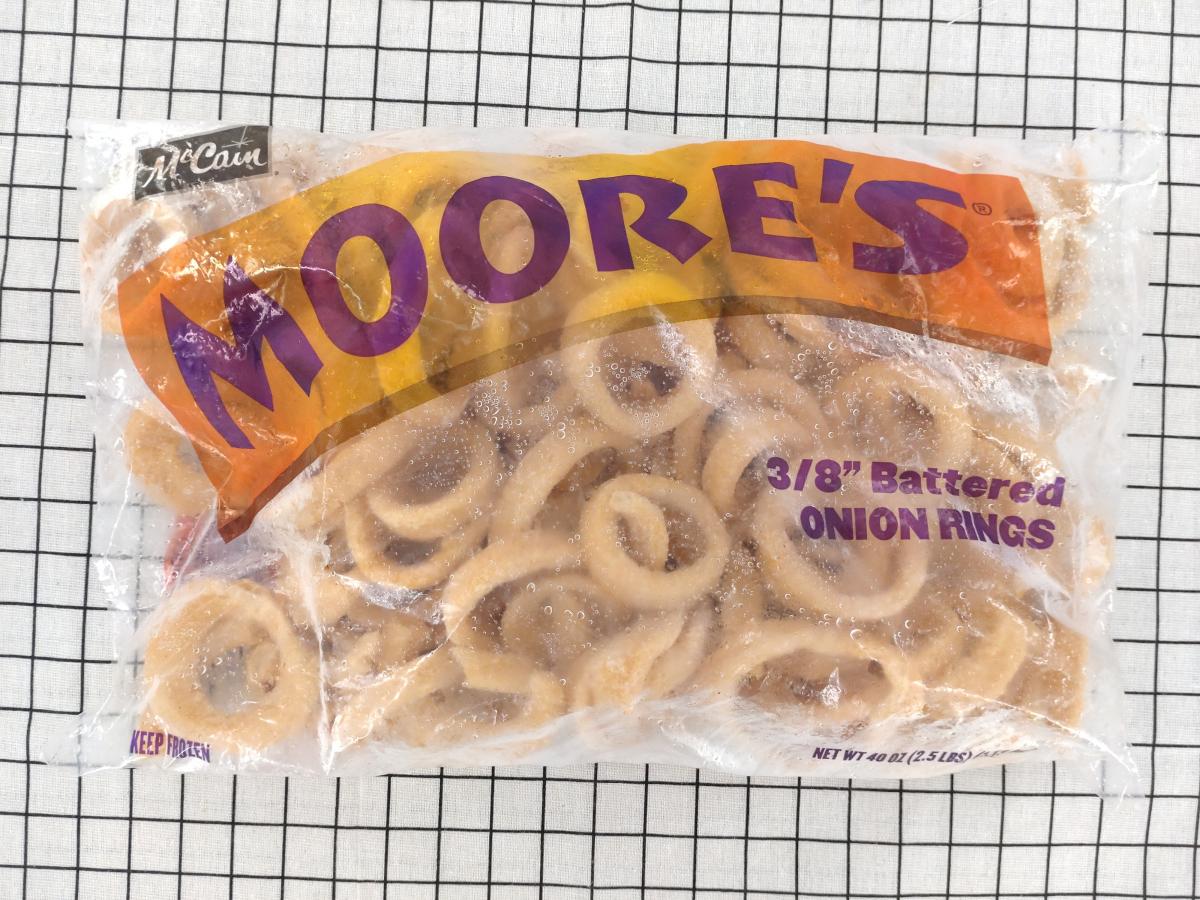 McCain
MOORE'S®
3/8” Battered
ONION RINGS
KEEP FROZEN
NET WT 40 OZ (2.5 LBS)